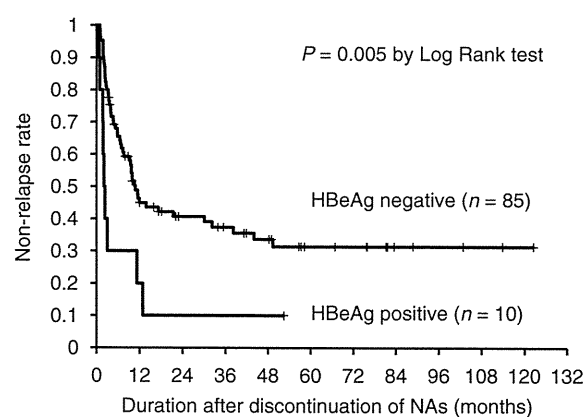 P = 0.005 by Log Rank test
Non-relapse rate
1
0.9
0.8
0.7
0.6
0.5
0.4
0.3
0.2
0.1
0
HBeAg negative (n = 85)
HBeAg positive (n = 10)
0 12 24 36 48 60 72 84 96 108 120 132
Duration after discontinuation of NAs (months)